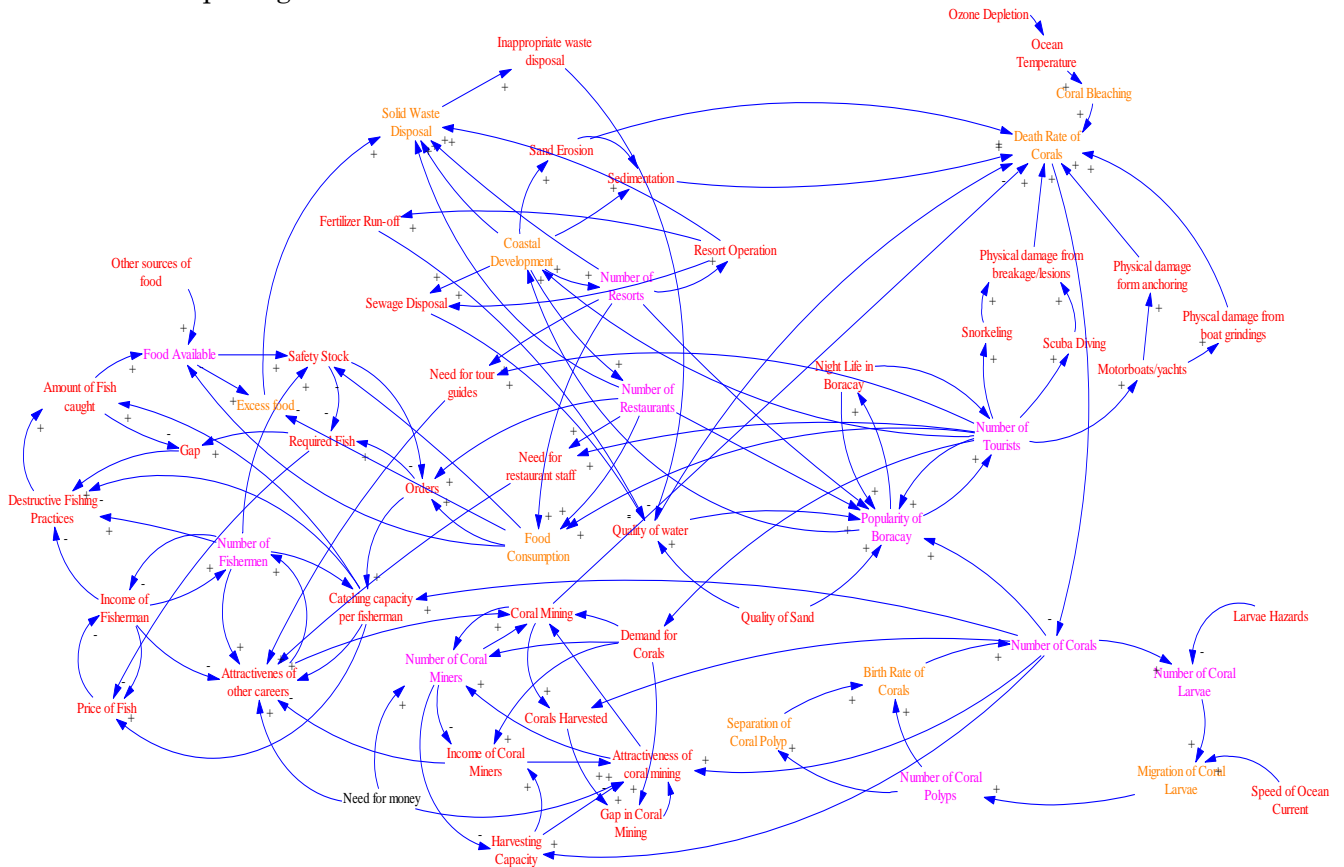 Ozone Depletion
Ocean
Temperature
Coral Bleaching
Inappropriate waste
disposal
Solid Waste
Disposal
Death Rate of
Corals
Sand Erosion
Sedimentation
Fertilizer Run-off
Coastal
Development
Resort Operation
Other sources of
food
Number of
Resorts
Sewage Disposal
Physical damage from
breakage/lesions
Physical damage
form anchoring
Physcal damage from
boat grindings
Snorkeling
Scuba Diving
Motorboats/yachts
Food Available
Safety Stock
Need for tour
guides
Night Life in
Boracay
Amount of Fish
caught
Excess food
Number of
Restaurants
Number of
Tourists
Required Fish
Gap
Need for
restaurant staff
Destructive Fishing
Practices
Orders
Quality of water
Popularity of
Boracay
Food
Consumption
Number of
Fishermen
Income of
Fisherman
Catching capacity
per fisherman
Coral Mining
Quality of Sand
Larvae Hazards
Demand for
Corals
Number of Corals
Number of Coral
Miners
Attractivenes of
other careers
Birth Rate of
Corals
Number of Coral
Larvae
Price of Fish
Corals Harvested
Separation of
Coral Polyp
Income of Coral
Miners
Attractiveness of
coral mining
Number of Coral
Polyps
Migration of Coral
Larvae
Speed of Ocean
Current
Need for money
Gap in Coral
Mining
Harvesting
Capacity